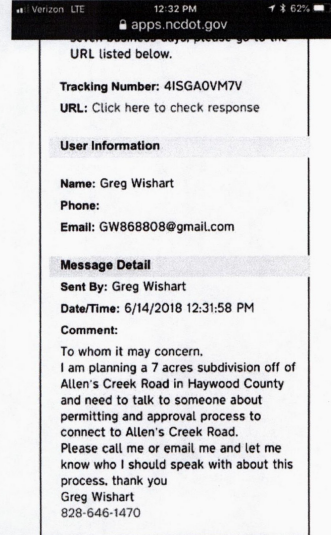 Verizon LTE 12:32 PM 62%
apps.ncdot.gov
seven business days, please go to the
URL listed below.
Tracking Number: 4ISGA0VM7V
URL: Click here to check response
User Information
Name: Greg Wishart
Phone:
Email: GW868808@gmail.com
Message Detail
Sent By: Greg Wishart
Date/Time: 6/14/2018 12:31:58 PM
Comment:
To whom it may concern,
I am planning a 7 acres subdivision off of
Allen's Creek Road in Haywood County
and need to talk to someone about
permitting and approval process to
connect to Allen's Creek Road.
Please call me or email me and let me
know who I should speak with about this
process, thank you
Greg Wishart
828-646-1470